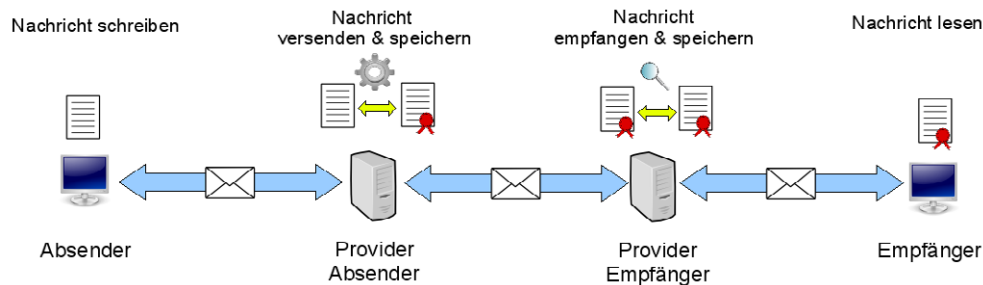 Nachricht schreiben
Nachricht
versenden & speichern
Nachricht
empfangen & speichern
Nachricht lesen
Absender
Provider
Absender
Provider
Empfänger
Empfänger